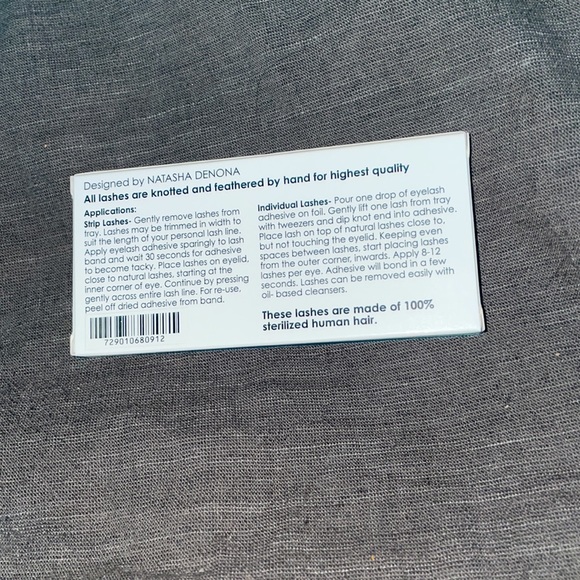 Designed by NATASHA DENONA
All lashes are knotted and feathered by hand for highest quality
Applications:
Strip Lashes- Gently remove lashes from
tray. Lashes may be trimmed in width to
suit the length of your personal lash line.
Apply eyelash adhesive sparingly to lash
band and wait 30 seconds for adhesive
to become tacky. Place lashes on eyelid,
close to natural lashes, starting at the
inner corner of eye. Continue by pressing
gently across entire lash line. For re-use,
peel off dried adhesive from band.
729010680912
Individual Lashes- Pour one drop of eyelash
adhesive on foil. Gently lift one lash from tray
with tweezers and dip knot end into adhesive.
Place lash on top of natural lashes close to,
but not touching the eyelid. Keeping even
spaces between lashes, start placing lashes
from the outer corner, inwards. Apply 8-12
lashes per eye. Adhesive will bond in a few
seconds. Lashes can be removed easily with
oil- based cleansers.
These lashes are made of 100%
sterilized human hair.